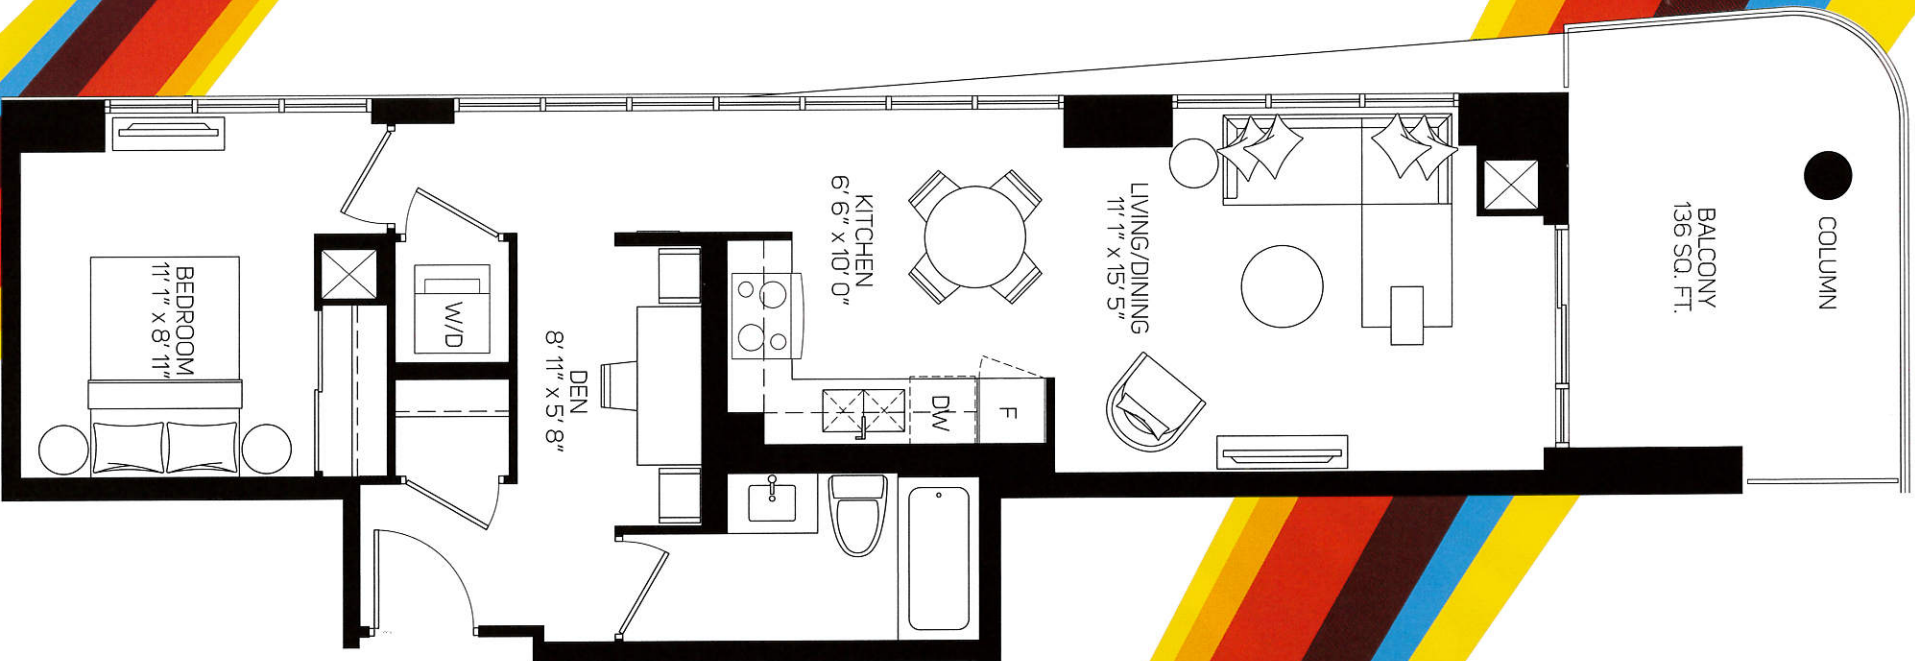 BEDROOM
11'1" x 8'11"
W/D
DEN
8'11" x 5'8"
KITCHEN
6'6" x 10'0"
DW
F
LIVING/DINING
11'1" x 15'5"
BALCONY
136 SQ. FT.
COLUMN